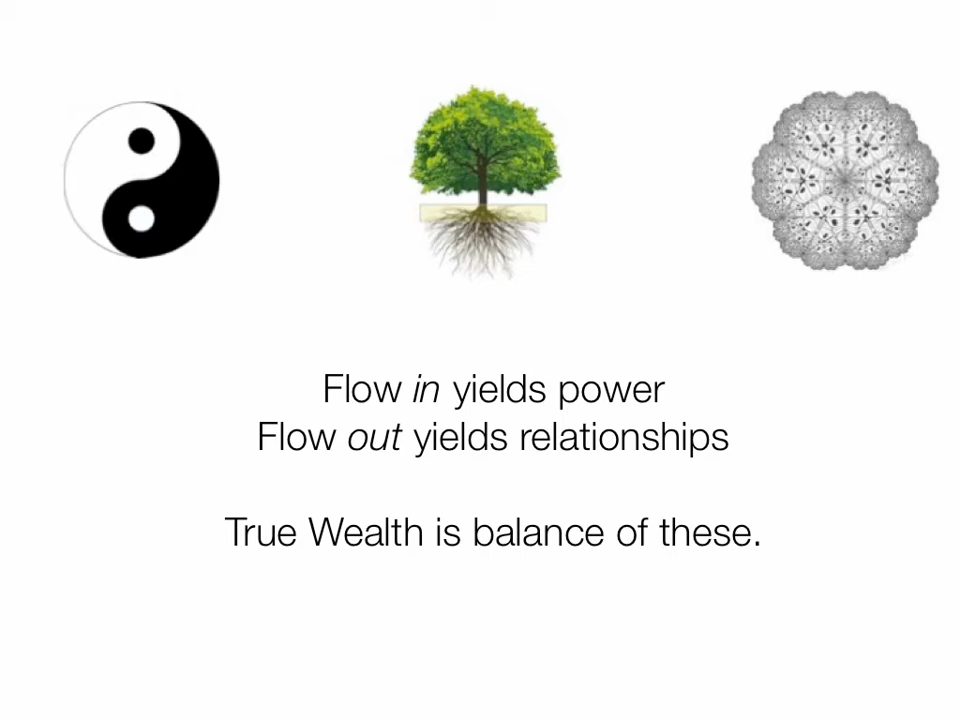 Flow in yields power
Flow out yields relationships
True Wealth is balance of these.